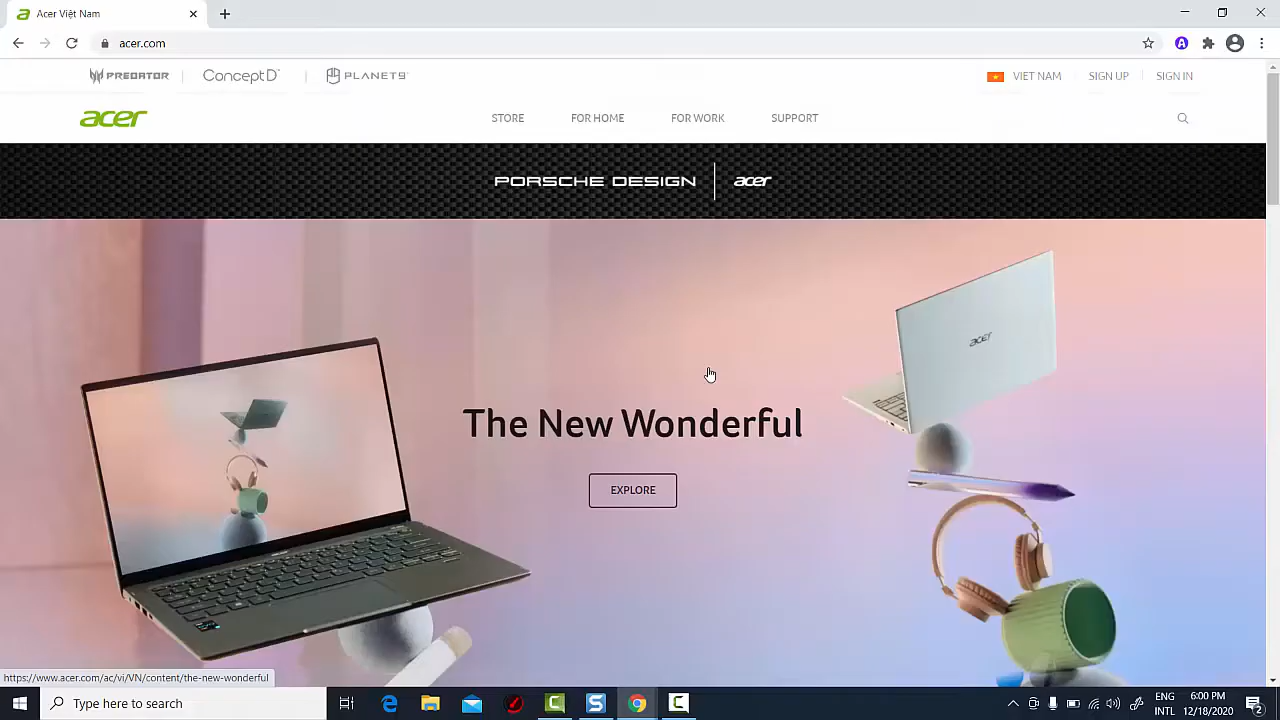 Acer Việt Nam
acer.com
PREDATOR
ConceptD
PLANET9
VIET NAM
SIGN UP
SIGN IN
acer
STORE
FOR HOME
FOR WORK
SUPPORT
PORSCHE DESIGN
acer
acer
The New Wonderful
EXPLORE
https://www.acer.com/ac/vi/VN/content/the-new-wonderful
Type here to search
ENG
INTL
6:00 PM
12/18/2020
2